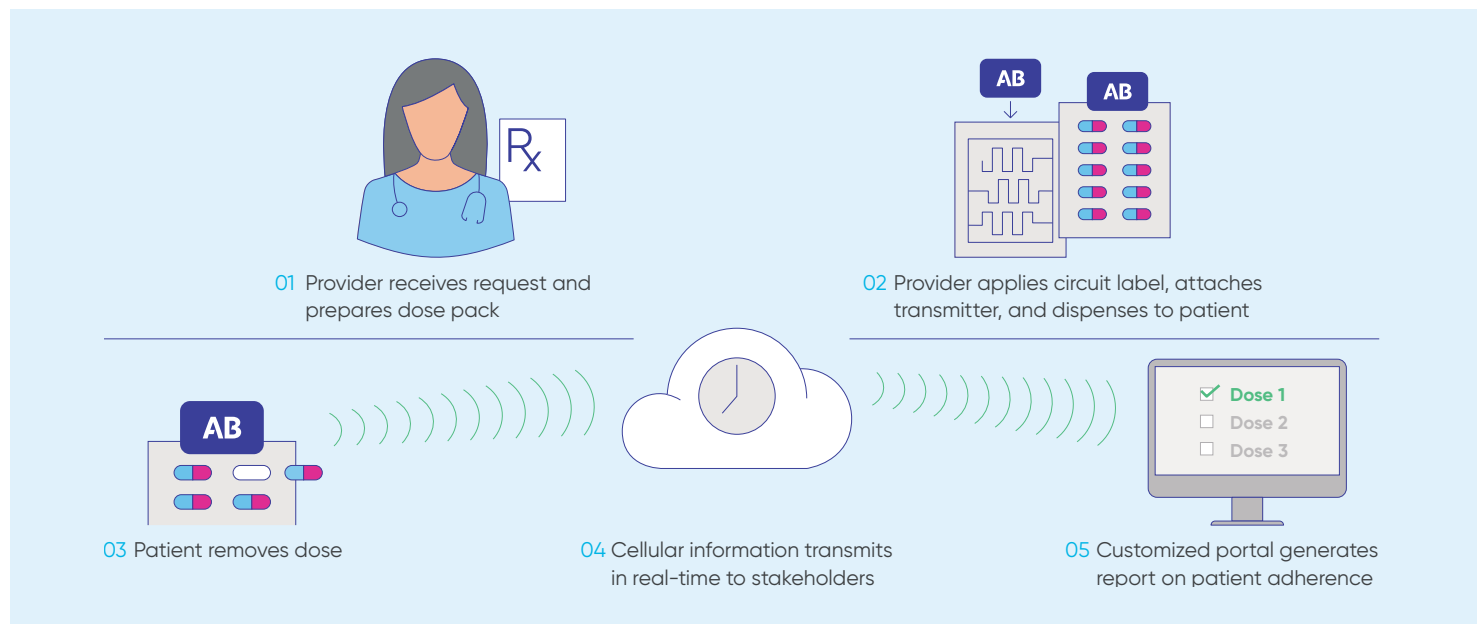 Rx
AB
AB
01 Provider receives request and
prepares dose pack
02 Provider applies circuit label, attaches
transmitter, and dispenses to patient
AB
Dose 1
Dose 2
Dose 3
03 Patient removes dose
04 Cellular information transmits
in real-time to stakeholders
05 Customized portal generates
report on patient adherence